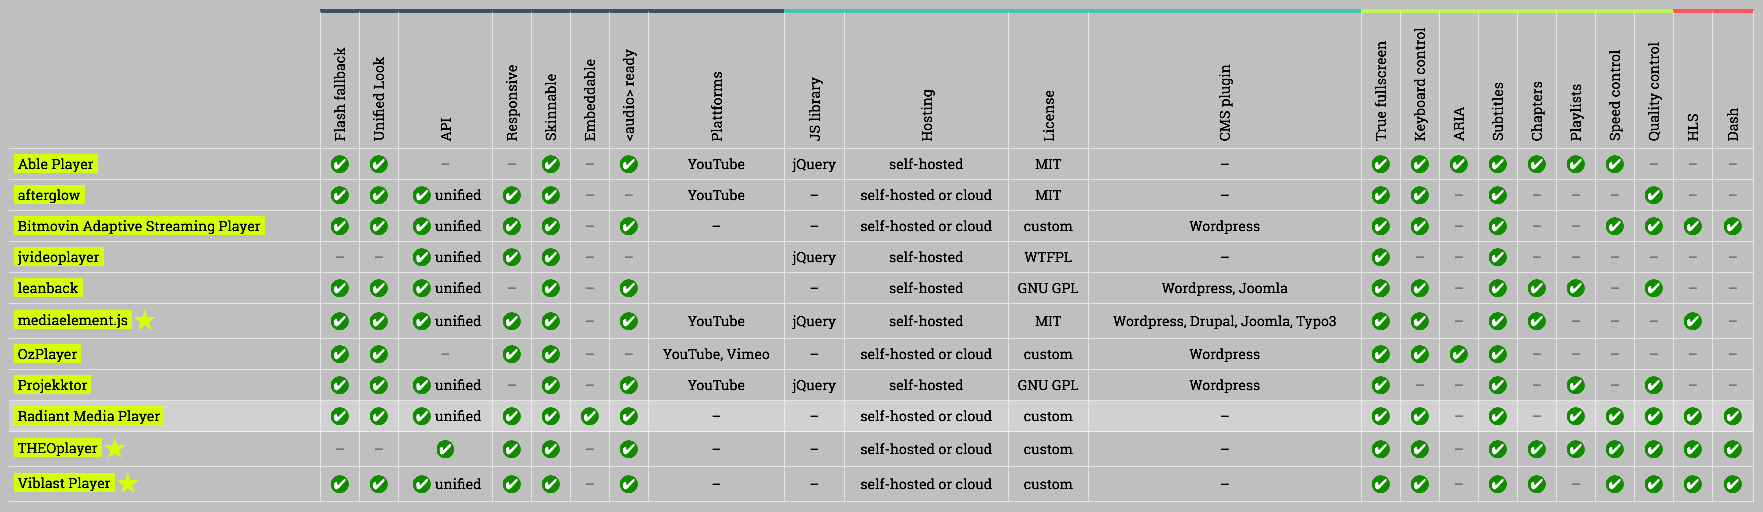 Flash fallback Unified Look API Responsive Skinnable Embeddable <audio> ready Plattforms JS library Hosting License CMS plugin True fullscreen Keyboard control ARIA Subtitles Chapters Playlists Speed control Quality control HLS Dash
Able Player ✔ ✔ – – ✔ – ✔ YouTube jQuery self-hosted MIT – ✔ ✔ ✔ ✔ ✔ ✔ ✔ – – –
afterglow ✔ ✔ ✔ unified ✔ ✔ – – YouTube – self-hosted or cloud MIT – ✔ ✔ – ✔ – – – ✔ – –
Bitmovin Adaptive Streaming Player ✔ ✔ ✔ unified ✔ ✔ – ✔ – – self-hosted or cloud custom Wordpress ✔ ✔ – ✔ – – ✔ ✔ ✔ ✔
jvideoplayer – – ✔ unified ✔ ✔ – – jQuery self-hosted WTFPL – ✔ – – ✔ – – – – – –
leanback ✔ ✔ ✔ unified – ✔ – ✔ – self-hosted GNU GPL Wordpress, Joomla ✔ ✔ – ✔ ✔ ✔ – ✔ – –
mediaelement.js ★ ✔ ✔ ✔ unified ✔ ✔ – ✔ YouTube jQuery self-hosted MIT Wordpress, Drupal, Joomla, Typo3 ✔ ✔ – ✔ ✔ – – – ✔ –
OzPlayer ✔ ✔ – ✔ ✔ – – YouTube, Vimeo – self-hosted or cloud custom Wordpress ✔ ✔ ✔ ✔ – – – – – –
Projekktor ✔ ✔ ✔ unified – ✔ – ✔ YouTube jQuery self-hosted GNU GPL Wordpress ✔ – – ✔ – ✔ – ✔ – –
Radiant Media Player ✔ ✔ ✔ unified ✔ ✔ ✔ ✔ – – self-hosted or cloud custom – ✔ ✔ – ✔ – ✔ ✔ ✔ ✔ ✔
THEOplayer ★ – – ✔ ✔ ✔ – ✔ – – self-hosted or cloud custom – ✔ ✔ – ✔ ✔ ✔ ✔ ✔ ✔ ✔
Viblast Player ★ ✔ ✔ ✔ unified ✔ ✔ – ✔ – – self-hosted or cloud custom – ✔ ✔ – ✔ ✔ – ✔ ✔ ✔ ✔